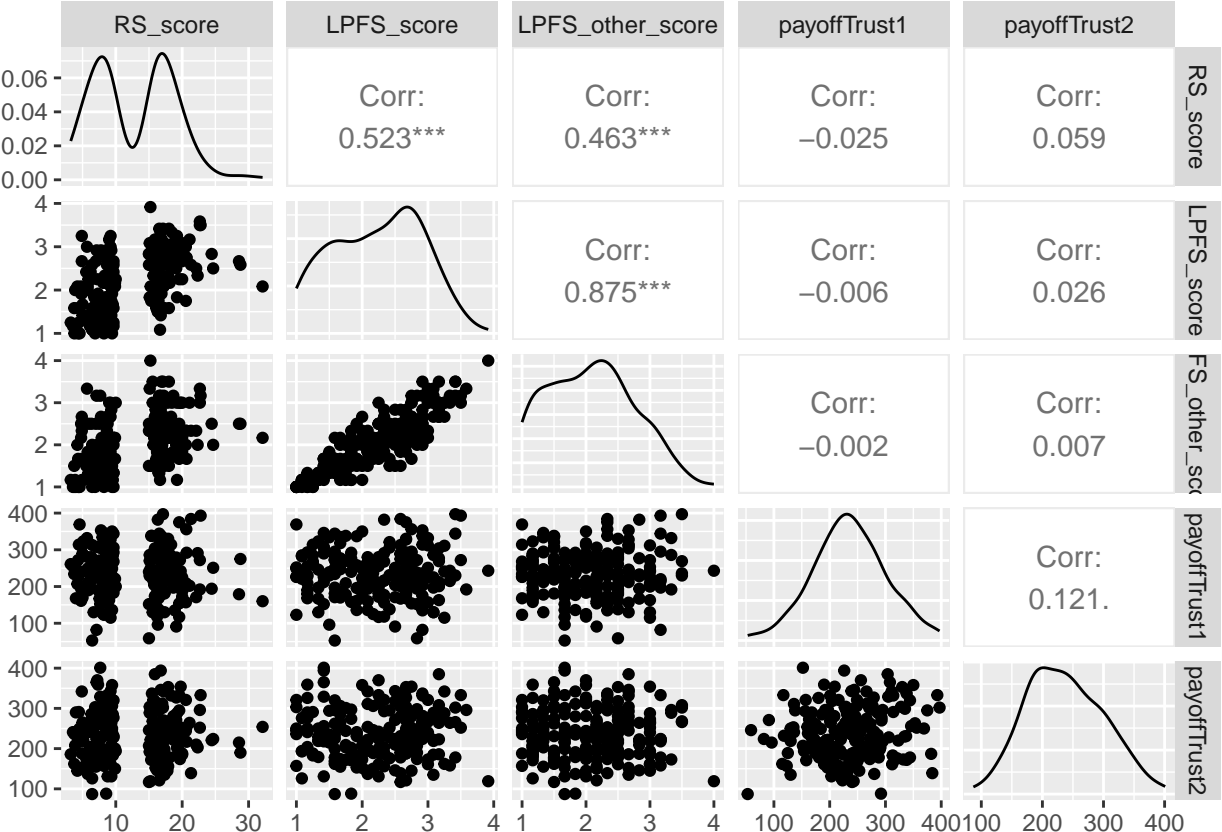 RS_score LPFS_score LPFS_other_score payoffTrust1 payoffTrust2
0.06
0.04
0.02
0.00
Corr:
0.523***
Corr:
0.463***
Corr:
−0.025
Corr:
0.059
RS_score
4
3
2
1
Corr:
0.875***
Corr:
−0.006
Corr:
0.026
LPFS_score
4
3
2
1
Corr:
−0.002
Corr:
0.007
FS_other_sco
400
300
200
100
Corr:
0.121.
payoffTrust1
400
300
200
100
payoffTrust2
10 20 30 1 2 3 4 1 2 3 4 100 200 300 400 100 200 300 400